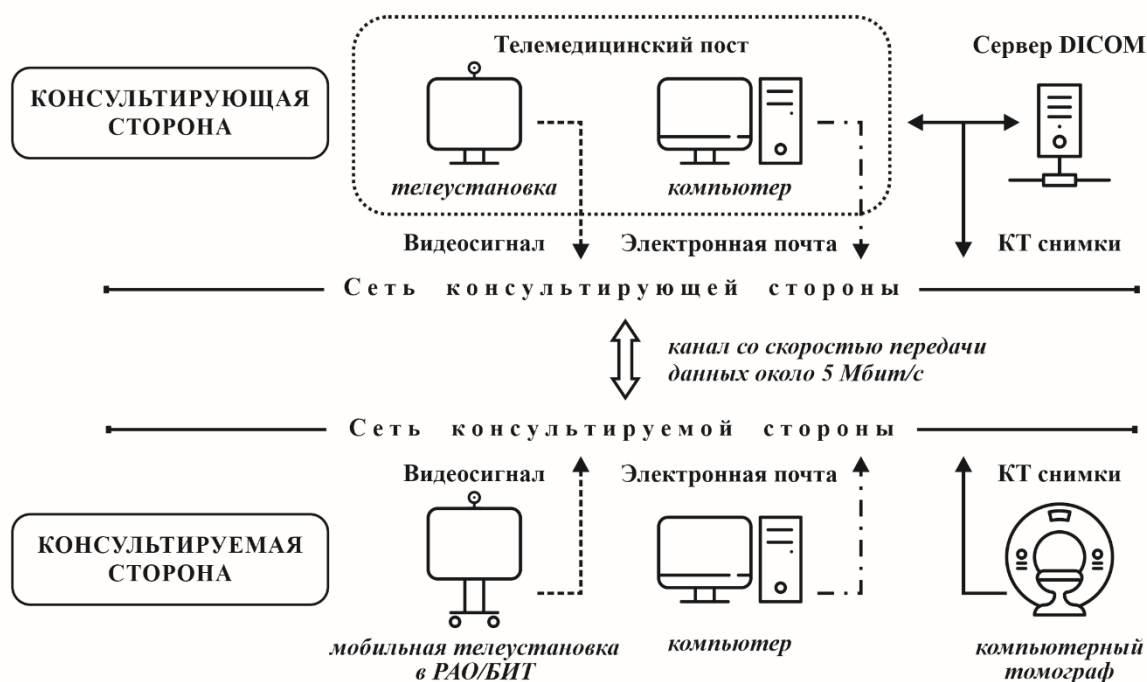 Телемедицинский пост
Сервер DICOM
КОНСУЛЬТИРУЮЩАЯ
СТОРОНА
телеустановка
компьютер
Видеосигнал
Электронная почта
КТ снимки
Сеть консультирующей стороны
канал со скоростью передачи
данных около 5 Мбит/с
Сеть консультируемой стороны
Видеосигнал
Электронная почта
КТ снимки
КОНСУЛЬТИРУЕМАЯ
СТОРОНА
мобильная телеустановка
в РАО/БИТ
компьютер
компьютерный
томограф